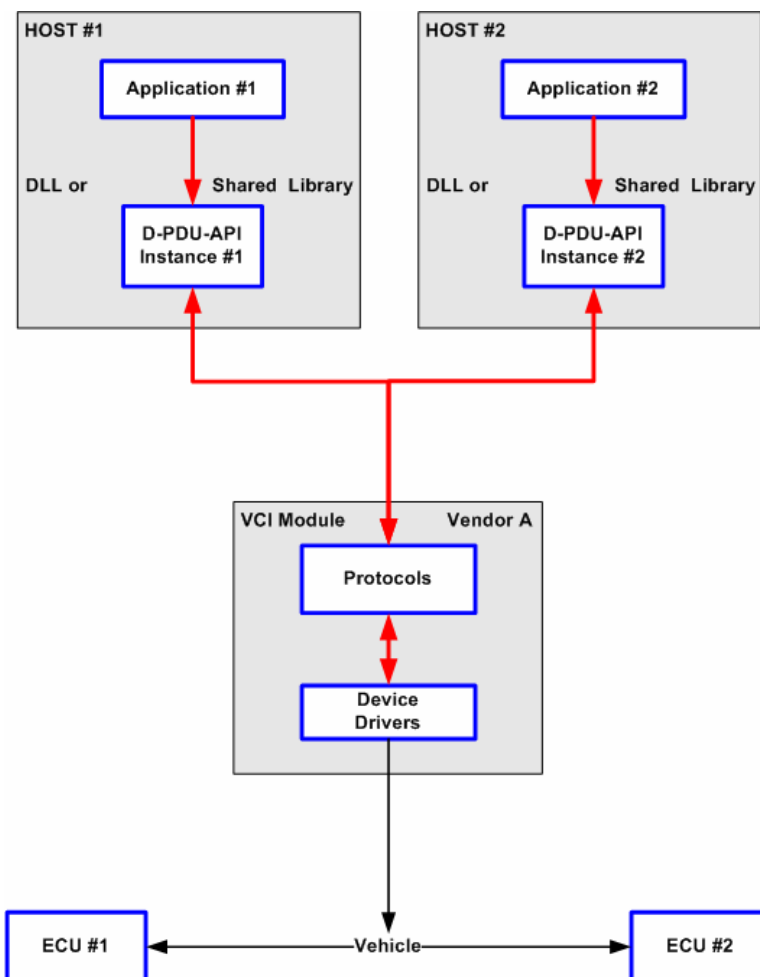 HOST #1
Application #1
DLL or Shared Library
D-PDU-API
Instance #1
HOST #2
Application #2
DLL or Shared Library
D-PDU-API
Instance #2
VCI Module Vendor A
Protocols
Device
Drivers
ECU #1
Vehicle
ECU #2